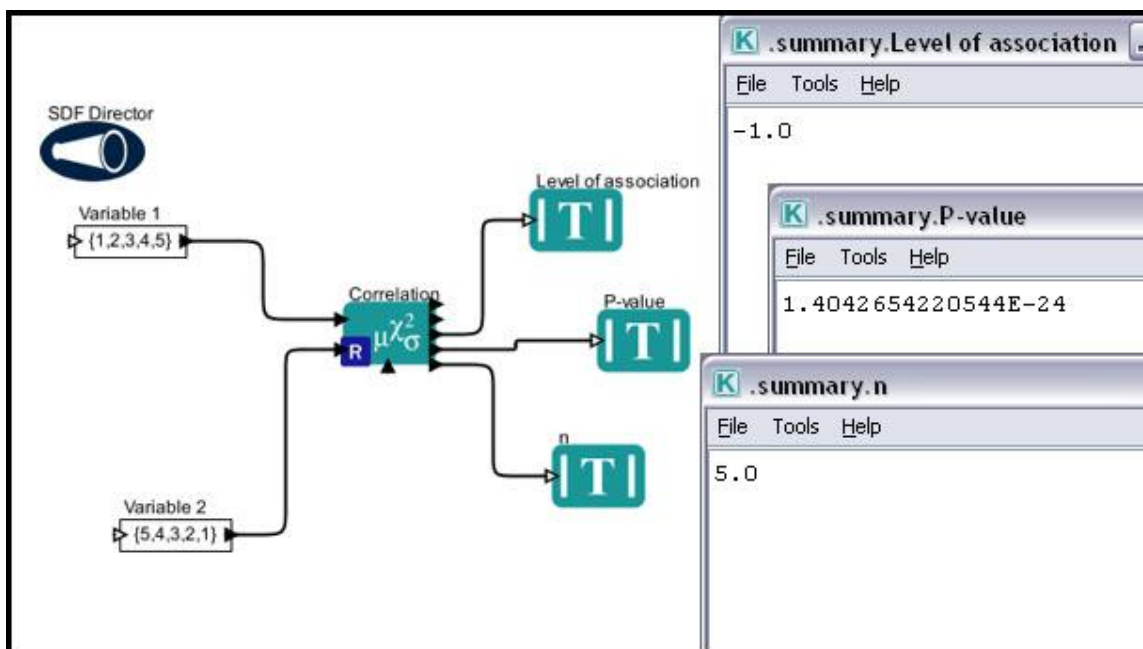 SDF Director
Variable 1
{1,2,3,4,5}
Correlation
R μχ²σ
Level of association
T
P-value
T
n
T
Variable 2
{5,4,3,2,1}
K .summary.Level of association
File Tools Help
-1.0
K .summary.P-value
File Tools Help
1.4042654220544E-24
K .summary.n
File Tools Help
5.0